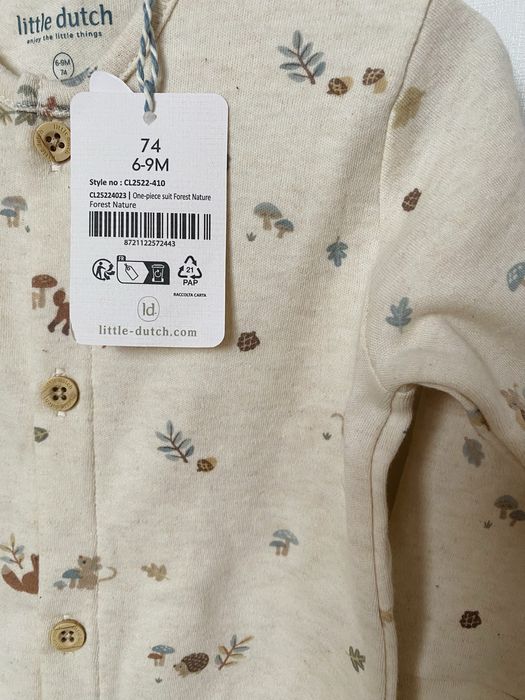 little dutch
enjoy the little things
6-9M
74
74
6-9M
Style no : CL2522-410
CL25224023 | One-piece suit Forest Nature
Forest Nature
8721122572443
FR
21
PAP
RACCOLTA CARTA
ld.
little-dutch.com